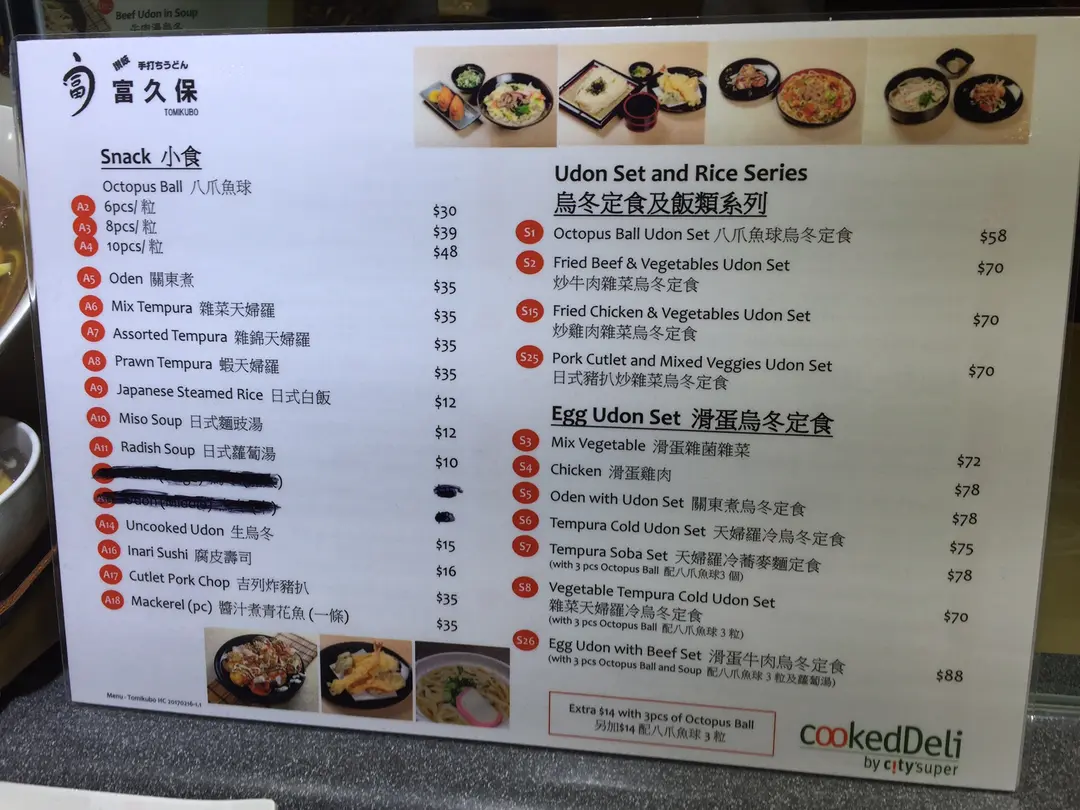 Beef Udon in Soup
讃岐 手打ちうどん
富久保
TOMIKUBO
Snack 小食
Octopus Ball 八爪魚球
A2 6pcs/ 粒 $30
A3 8pcs/ 粒 $39
A4 10pcs/ 粒 $48
A5 Oden 關東煮 $35
A6 Mix Tempura 雜菜天婦羅 $35
A7 Assorted Tempura 雜錦天婦羅 $35
A8 Prawn Tempura 蝦天婦羅 $35
A9 Japanese Steamed Rice 日式白飯 $12
A10 Miso Soup 日式麵豉湯 $12
A11 Radish Soup 日式蘿蔔湯 $10
A14 Uncooked Udon 生烏冬 $15
A16 Inari Sushi 腐皮壽司 $16
A17 Cutlet Pork Chop 吉列炸豬扒 $35
A18 Mackerel (pc) 醬汁煮青花魚 (一條) $35
Menu - Tomikubo HC 20170216-1.1
Udon Set and Rice Series
烏冬定食及飯類系列
S1 Octopus Ball Udon Set 八爪魚球烏冬定食 $58
S2 Fried Beef & Vegetables Udon Set $70
炒牛肉雜菜烏冬定食
S15 Fried Chicken & Vegetables Udon Set $70
炒雞肉雜菜烏冬定食
S25 Pork Cutlet and Mixed Veggies Udon Set $70
日式豬扒炒雜菜烏冬定食
Egg Udon Set 滑蛋烏冬定食
S3 Mix Vegetable 滑蛋雜菌雜菜 $72
S4 Chicken 滑蛋雞肉 $78
S5 Oden with Udon Set 關東煮烏冬定食 $78
S6 Tempura Cold Udon Set 天婦羅冷烏冬定食 $75
S7 Tempura Soba Set 天婦羅冷蕎麥麵定食 $78
(with 3 pcs Octopus Ball 配八爪魚球3 個)
S8 Vegetable Tempura Cold Udon Set $70
雜菜天婦羅冷烏冬定食
(with 3 pcs Octopus Ball 配八爪魚球 3 粒)
S26 Egg Udon with Beef Set 滑蛋牛肉烏冬定食 $88
(with 3 pcs Octopus Ball and Soup 配八爪魚球 3 粒及蘿蔔湯)
Extra $14 with 3pcs of Octopus Ball
另加$14 配八爪魚球 3 粒
cookedDeli
by city'super